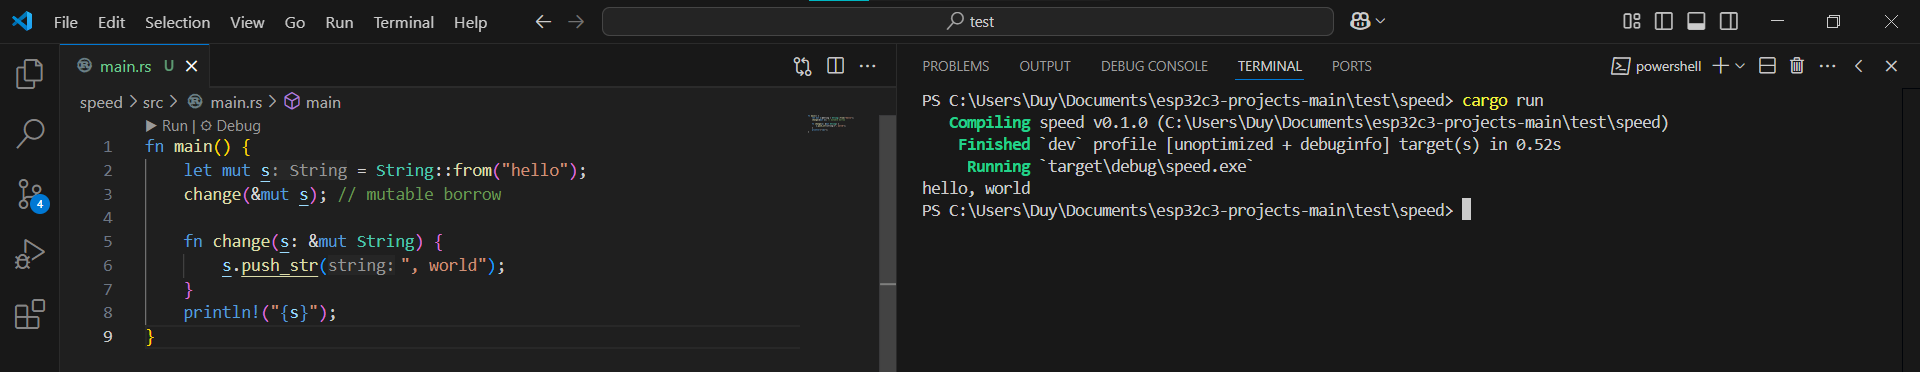 File Edit Selection View Go Run Terminal Help
test
main.rs U
speed > src > main.rs > main
Run | Debug
1 fn main() {
2 let mut s: String = String::from("hello");
3 change(&mut s); // mutable borrow
4
5 fn change(s: &mut String) {
6 s.push_str(string: ", world");
7 }
8 println!("{s}");
9 }
4
PROBLEMS OUTPUT DEBUG CONSOLE TERMINAL PORTS
powershell
PS C:\Users\Duy\Documents\esp32c3-projects-main\test\speed> cargo run
Compiling speed v0.1.0 (C:\Users\Duy\Documents\esp32c3-projects-main\test\speed)
Finished `dev` profile [unoptimized + debuginfo] target(s) in 0.52s
Running `target\debug\speed.exe`
hello, world
PS C:\Users\Duy\Documents\esp32c3-projects-main\test\speed>